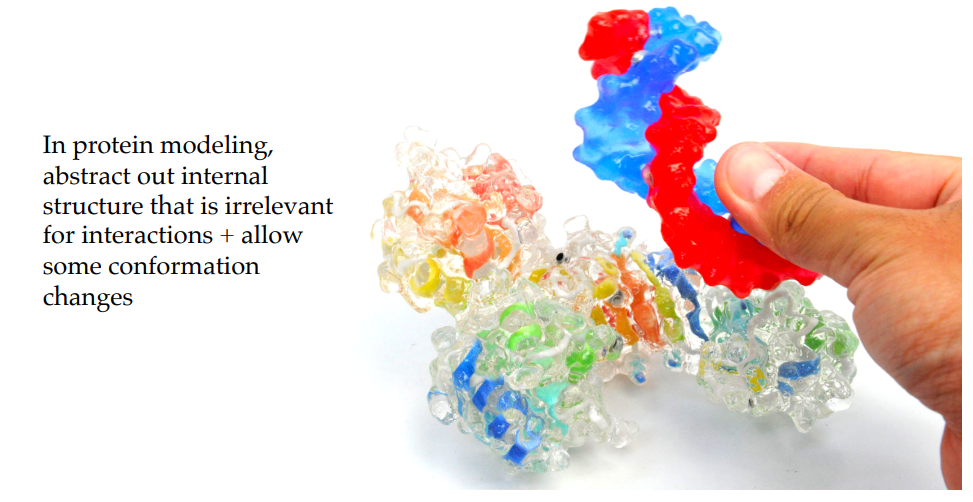 In protein modeling,
abstract out internal
structure that is irrelevant
for interactions + allow
some conformation
changes